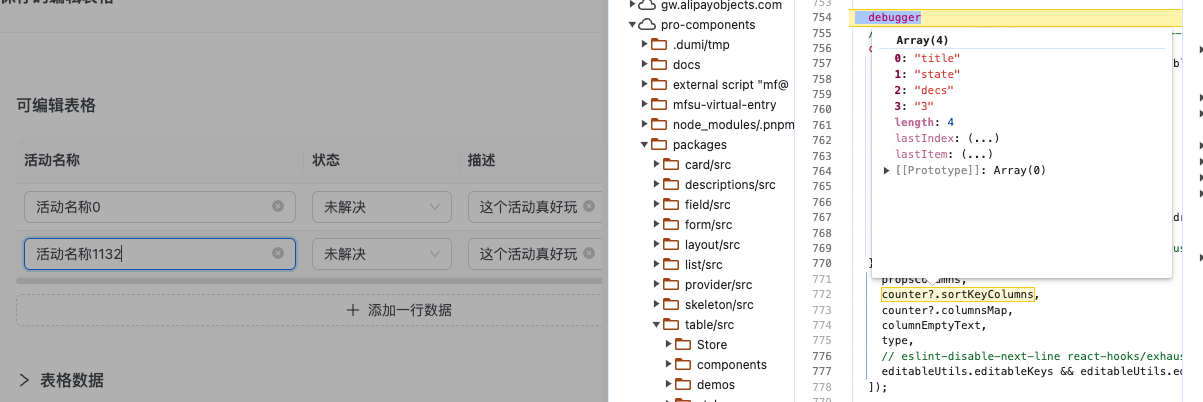 可编辑表格
活动名称
状态
描述
活动名称0
未解决
这个活动真好玩
活动名称1132
未解决
这个活动真好玩
添加一行数据
表格数据
gw.alipayobjects.com
pro-components
.dumi/tmp
docs
external script "mf@
mfsu-virtual-entry
node_modules/.pnpm
packages
card/src
descriptions/src
field/src
form/src
layout/src
list/src
provider/src
skeleton/src
table/src
Store
components
demos
753
754 debugger
755
756
757
758
759
760
761
762
763
764
765
766
767
768
769
770 }
Array(4)
0: "title"
1: "state"
2: "decs"
3: "3"
length: 4
lastIndex: (...)
lastItem: (...)
[[Prototype]]: Array(0)
771 propsColumns,
772 counter?.sortKeyColumns,
773 counter?.columnsMap,
774 columnEmptyText,
775 type,
776 // eslint-disable-next-line react-hooks/exhaus
777 editableUtils.editableKeys && editableUtils.ed
778 ]);